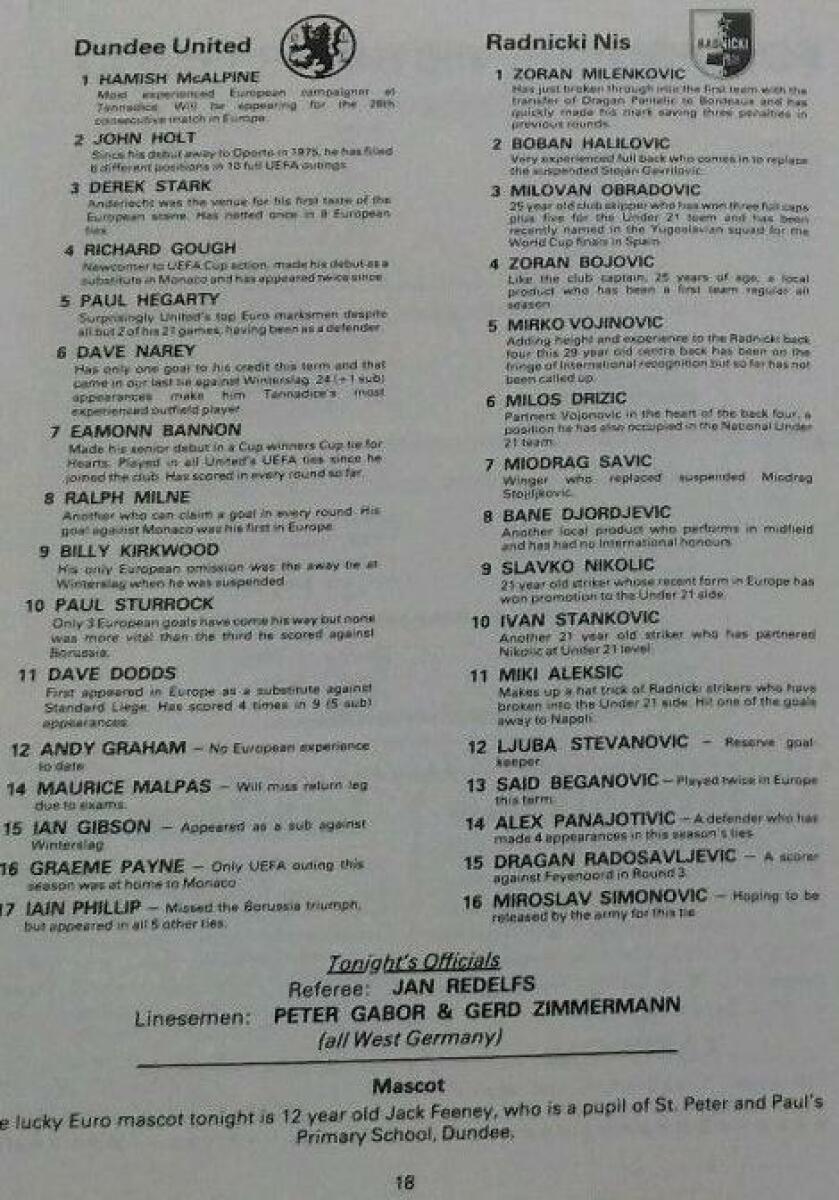 Dundee United
1 HAMISH McALPINE
Most experienced European campaigner at
Tannadice. Will be appearing for the 26th
consecutive match in Europe.
2 JOHN HOLT
Since his debut away to Oporto in 1975, he has filled
6 different positions in 18 full UEFA outings.
3 DEREK STARK
Anderlecht was the venue for his first taste of the
European scene. Has netted once in 8 European
ties.
4 RICHARD GOUGH
Newcomer to UEFA Cup action, made his debut as a
substitute in Monaco and has appeared twice since.
5 PAUL HEGARTY
Surprisingly United's top Euro marksmen despite
all but 2 of his 21 games, having been as a defender.
6 DAVE NAREY
Has only one goal to his credit this term and that
came in our last tie against Winterslag. 24 (+1 sub)
appearances make him Tannadice's most
experienced outfield player.
7 EAMONN BANNON
Made his senior debut in a Cup winners Cup tie for
Hearts. Played in all United's UEFA ties since he
joined the club. Has scored in every round so far.
8 RALPH MILNE
Another who can claim a goal in every round. His
goal against Monaco was his first in Europe.
9 BILLY KIRKWOOD
His only European omission was the away tie at
Winterslag when he was suspended.
10 PAUL STURROCK
Only 3 European goals have come his way but none
was more vital than the third he scored against
Borussia.
11 DAVE DODDS
First appeared in Europe as a substitute against
Standard Liege. Has scored 4 times in 9 (5 sub)
appearances.
12 ANDY GRAHAM – No European experience
to date.
14 MAURICE MALPAS – Will miss return leg
due to exams.
15 IAN GIBSON – Appeared as a sub against
Winterslag.
16 GRAEME PAYNE – Only UEFA outing this
season was at home to Monaco.
17 IAIN PHILLIP – Missed the Borussia triumph,
but appeared in all 5 other ties.
Radnicki Nis
RADNICKI
1 ZORAN MILENKOVIC
Has just broken through into the first team with the
transfer of Dragan Pantelic to Bordeaux and has
quickly made his mark saving three penalties in
previous rounds.
2 BOBAN HALILOVIC
Very experienced full back who comes in to replace
the suspended Stojan Gavrilovic.
3 MILOVAN OBRADOVIC
25 year old club skipper who has won three full caps
plus five for the Under 21 team and has been
recently named in the Yugoslavian squad for the
World Cup finals in Spain.
4 ZORAN BOJOVIC
Like the club captain, 25 years of age, a local
product who has been a first team regular all
season.
5 MIRKO VOJINOVIC
Adding height and experience to the Radnicki back
four this 29 year old centre back has been on the
fringe of International recognition but so far has not
been called up.
6 MILOS DRIZIC
Partners Vojonovic in the heart of the back four, a
position he has also occupied in the National Under
21 team.
7 MIODRAG SAVIC
Winger who replaced suspended Miodrag
Stojiljkovic.
8 BANE DJORDJEVIC
Another local product who performs in midfield
and has had no International honours.
9 SLAVKO NIKOLIC
21 year old striker whose recent form in Europe has
won promotion to the Under 21 side.
10 IVAN STANKOVIC
Another 21 year old striker who has partnered
Nikolic at Under 21 level.
11 MIKI ALEKSIC
Makes up a hat trick of Radnicki strikers who have
broken into the Under 21 side. Hit one of the goals
away to Napoli.
12 LJUBA STEVANOVIC – Reserve goal-
keeper.
13 SAID BEGANOVIC – Played twice in Europe
this term.
14 ALEX PANAJOTIVIC – A defender who has
made 4 appearances in this season's ties.
15 DRAGAN RADOSAVLJEVIC – A scorer
against Feyenoord in Round 3.
16 MIROSLAV SIMONOVIC – Hoping to be
released by the army for this tie.
Tonight's Officials
Referee: JAN REDELFS
Linesemen: PETER GABOR & GERD ZIMMERMANN
(all West Germany)
Mascot
e lucky Euro mascot tonight is 12 year old Jack Feeney, who is a pupil of St. Peter and Paul's
Primary School, Dundee.
18